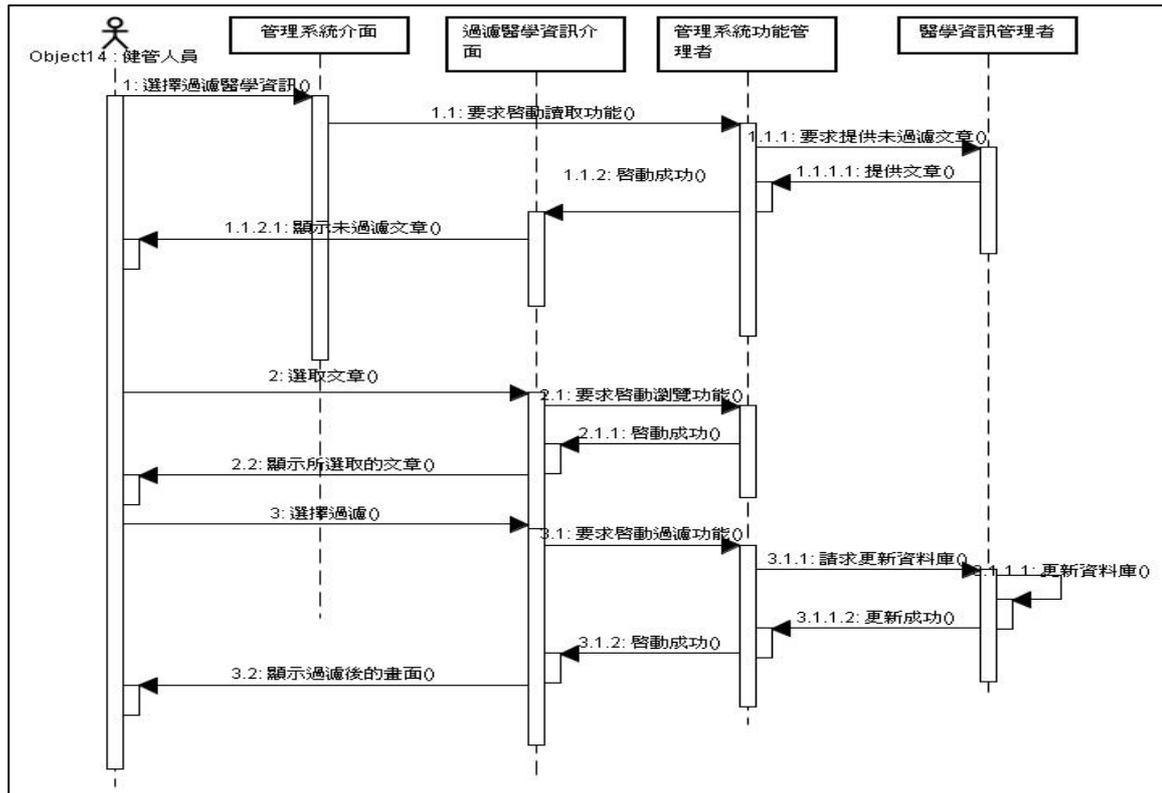 Object14 : 健管人員
管理系統介面
過濾醫學資訊介
面
管理系統功能管
理者
醫學資訊管理者
1: 選擇過濾醫學資訊()
1.1: 要求啓動讀取功能()
1.1.1: 要求提供未過濾文章()
1.1.1.1: 提供文章()
1.1.2: 啓動成功()
1.1.2.1: 顯示未過濾文章()
2: 選取文章()
2.1: 要求啓動瀏覽功能()
2.1.1: 啓動成功()
2.2: 顯示所選取的文章()
3: 選擇過濾()
3.1: 要求啓動過濾功能()
3.1.1: 請求更新資料庫()
3.1.1.1: 更新資料庫()
3.1.1.2: 更新成功()
3.1.2: 啓動成功()
3.2: 顯示過濾後的畫面()